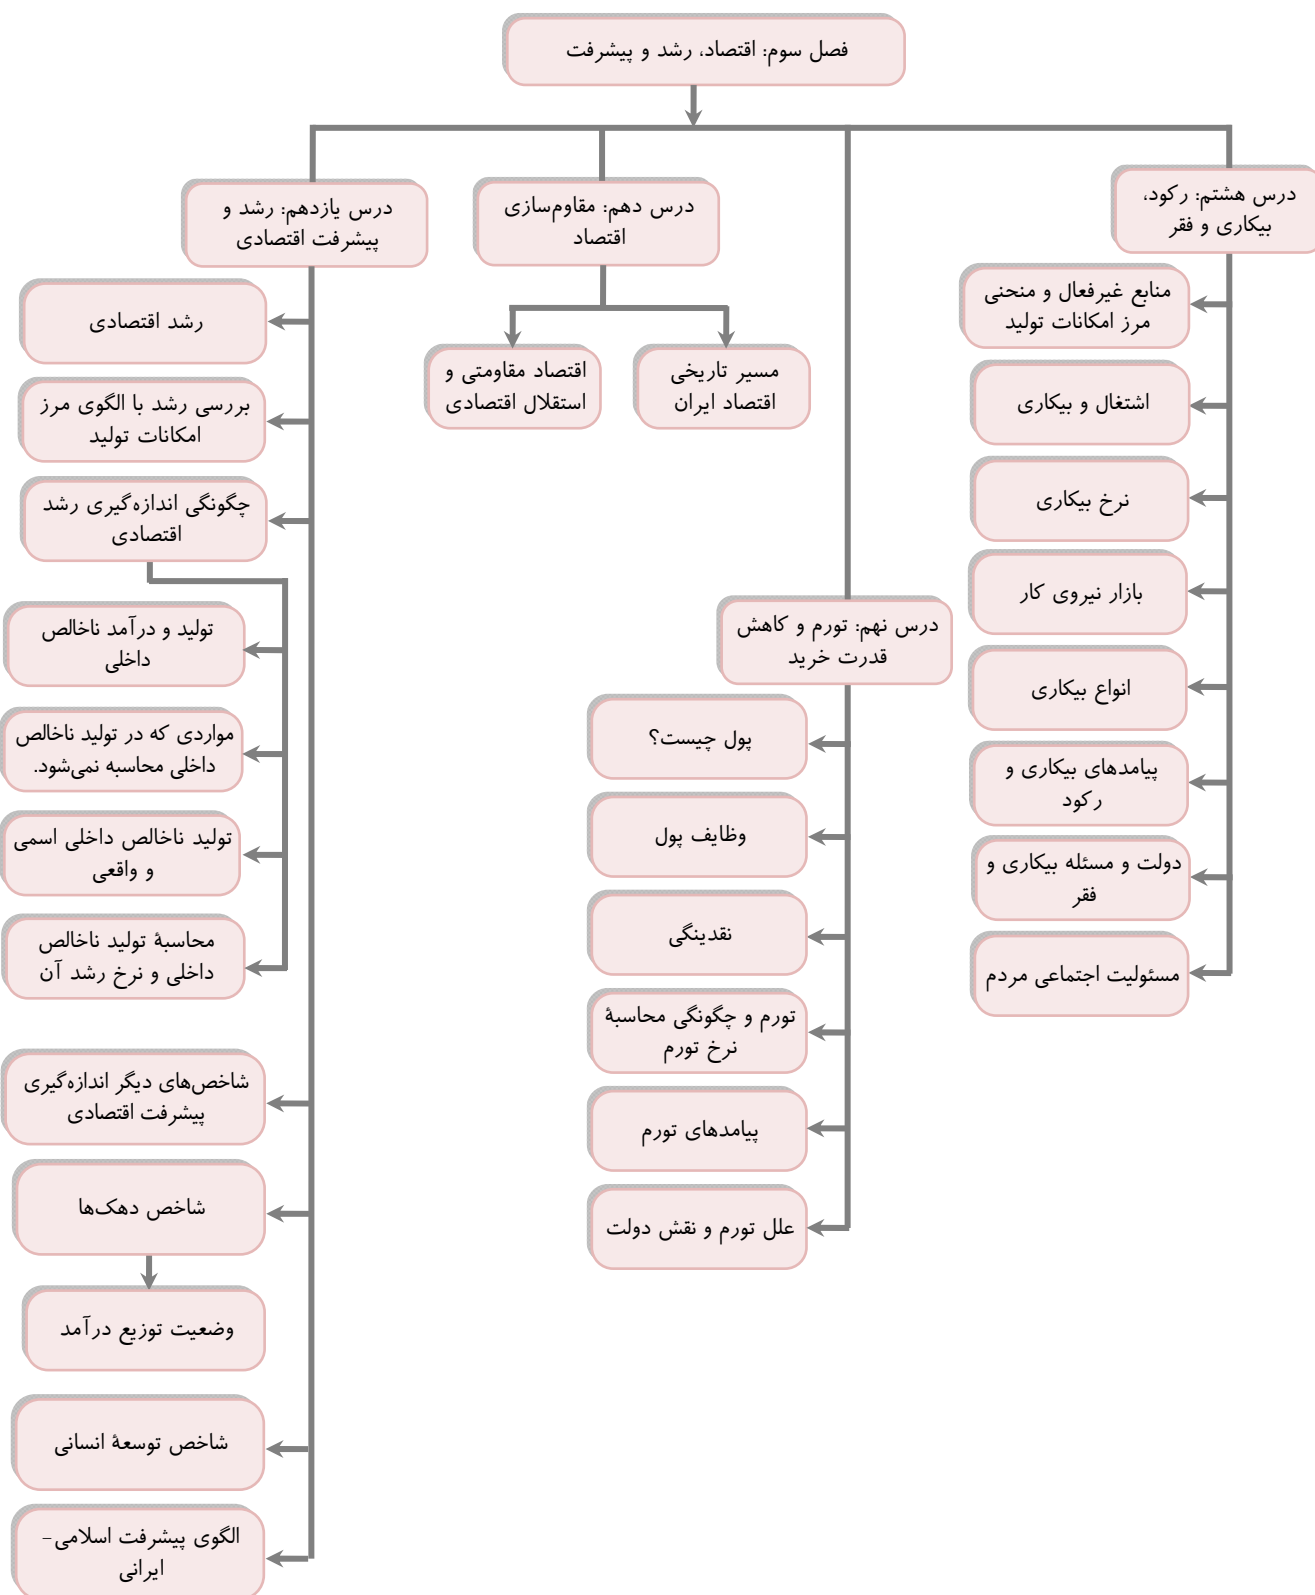 فصل سوم: اقتصاد، رشد و پیشرفت
درس هشتم: رکود،
بیکاری و فقر
منابع غیرفعال و منحنی
مرز امکانات تولید
اشتغال و بیکاری
نرخ بیکاری
بازار نیروی کار
انواع بیکاری
پیامدهای بیکاری و
رکود
دولت و مسئله بیکاری و
فقر
مسئولیت اجتماعی مردم
درس نهم: تورم و کاهش
قدرت خرید
پول چیست؟
وظایف پول
نقدینگی
تورم و چگونگی محاسبۀ
نرخ تورم
پیامدهای تورم
علل تورم و نقش دولت
درس دهم: مقاوم‌سازی
اقتصاد
مسیر تاریخی
اقتصاد ایران
اقتصاد مقاومتی و
استقلال اقتصادی
درس یازدهم: رشد و
پیشرفت اقتصادی
رشد اقتصادی
بررسی رشد با الگوی مرز
امکانات تولید
چگونگی اندازه‌گیری رشد
اقتصادی
تولید و درآمد ناخالص
داخلی
مواردی که در تولید ناخالص
داخلی محاسبه نمی‌شود.
تولید ناخالص داخلی اسمی
و واقعی
محاسبۀ تولید ناخالص
داخلی و نرخ رشد آن
شاخص‌های دیگر اندازه‌گیری
پیشرفت اقتصادی
شاخص دهک‌ها
وضعیت توزیع درآمد
شاخص توسعۀ انسانی
الگوی پیشرفت اسلامی-
ایرانی